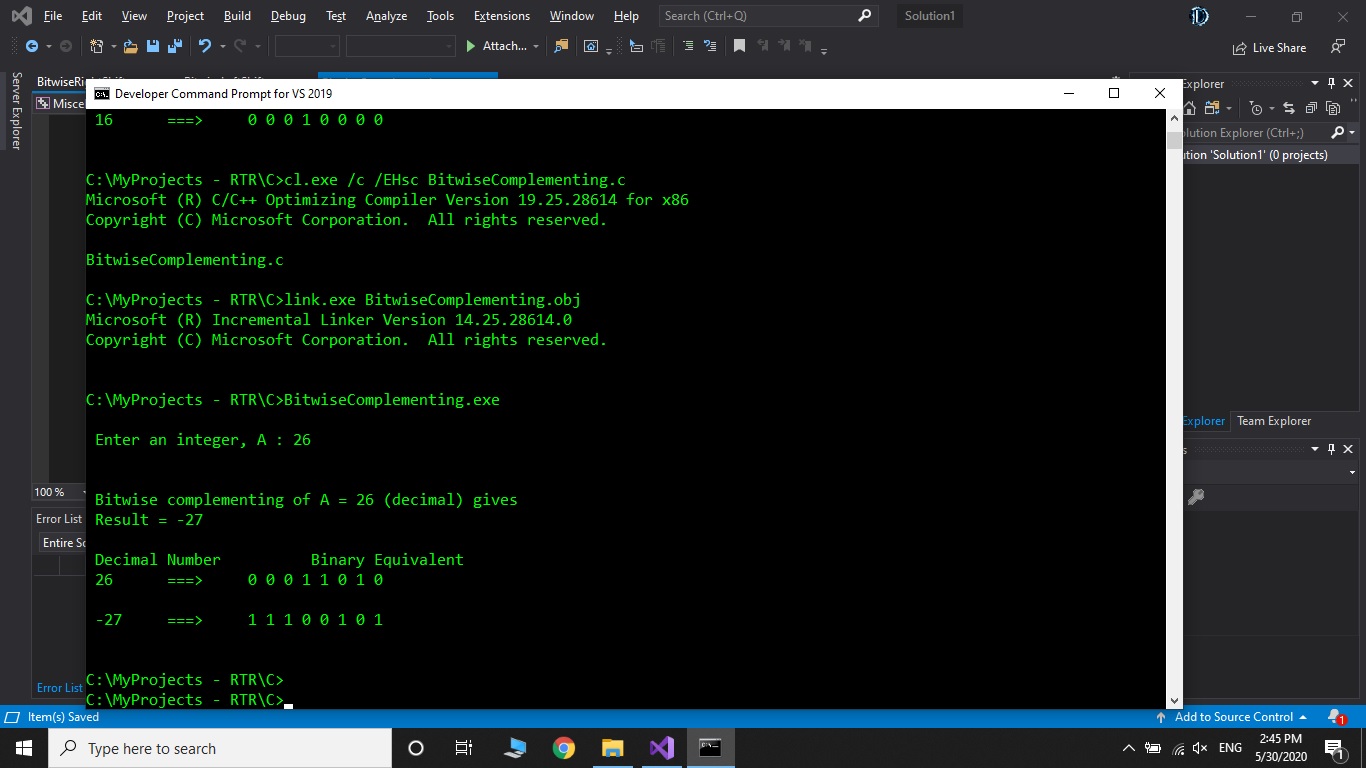 File Edit View Project Build Debug Test Analyze Tools Extensions Window Help Search (Ctrl+Q) Solution1
Attach... Live Share
Server Explorer
Misce
Developer Command Prompt for VS 2019
16 ===> 0 0 0 1 0 0 0 0
C:\MyProjects - RTR\C>cl.exe /c /EHsc BitwiseComplementing.c
Microsoft (R) C/C++ Optimizing Compiler Version 19.25.28614 for x86
Copyright (C) Microsoft Corporation.  All rights reserved.
BitwiseComplementing.c
C:\MyProjects - RTR\C>link.exe BitwiseComplementing.obj
Microsoft (R) Incremental Linker Version 14.25.28614.0
Copyright (C) Microsoft Corporation.  All rights reserved.
C:\MyProjects - RTR\C>BitwiseComplementing.exe
Enter an integer, A : 26
Bitwise complementing of A = 26 (decimal) gives
Result = -27
Decimal Number Binary Equivalent
26 ===> 0 0 0 1 1 0 1 0
-27 ===> 1 1 1 0 0 1 0 1
C:\MyProjects - RTR\C>
C:\MyProjects - RTR\C>
Explorer
olution Explorer (Ctrl+;)
ution 'Solution1' (0 projects)
Explorer Team Explorer
100 %
Error List
Entire So
Error List
Item(s) Saved Add to Source Control 1
Type here to search
ENG
2:45 PM
5/30/2020
1